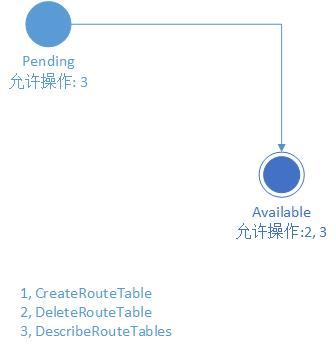 Pending
允许操作: 3
Available
允许操作:2, 3
1, CreateRouteTable
2, DeleteRouteTable
3, DescribeRouteTables